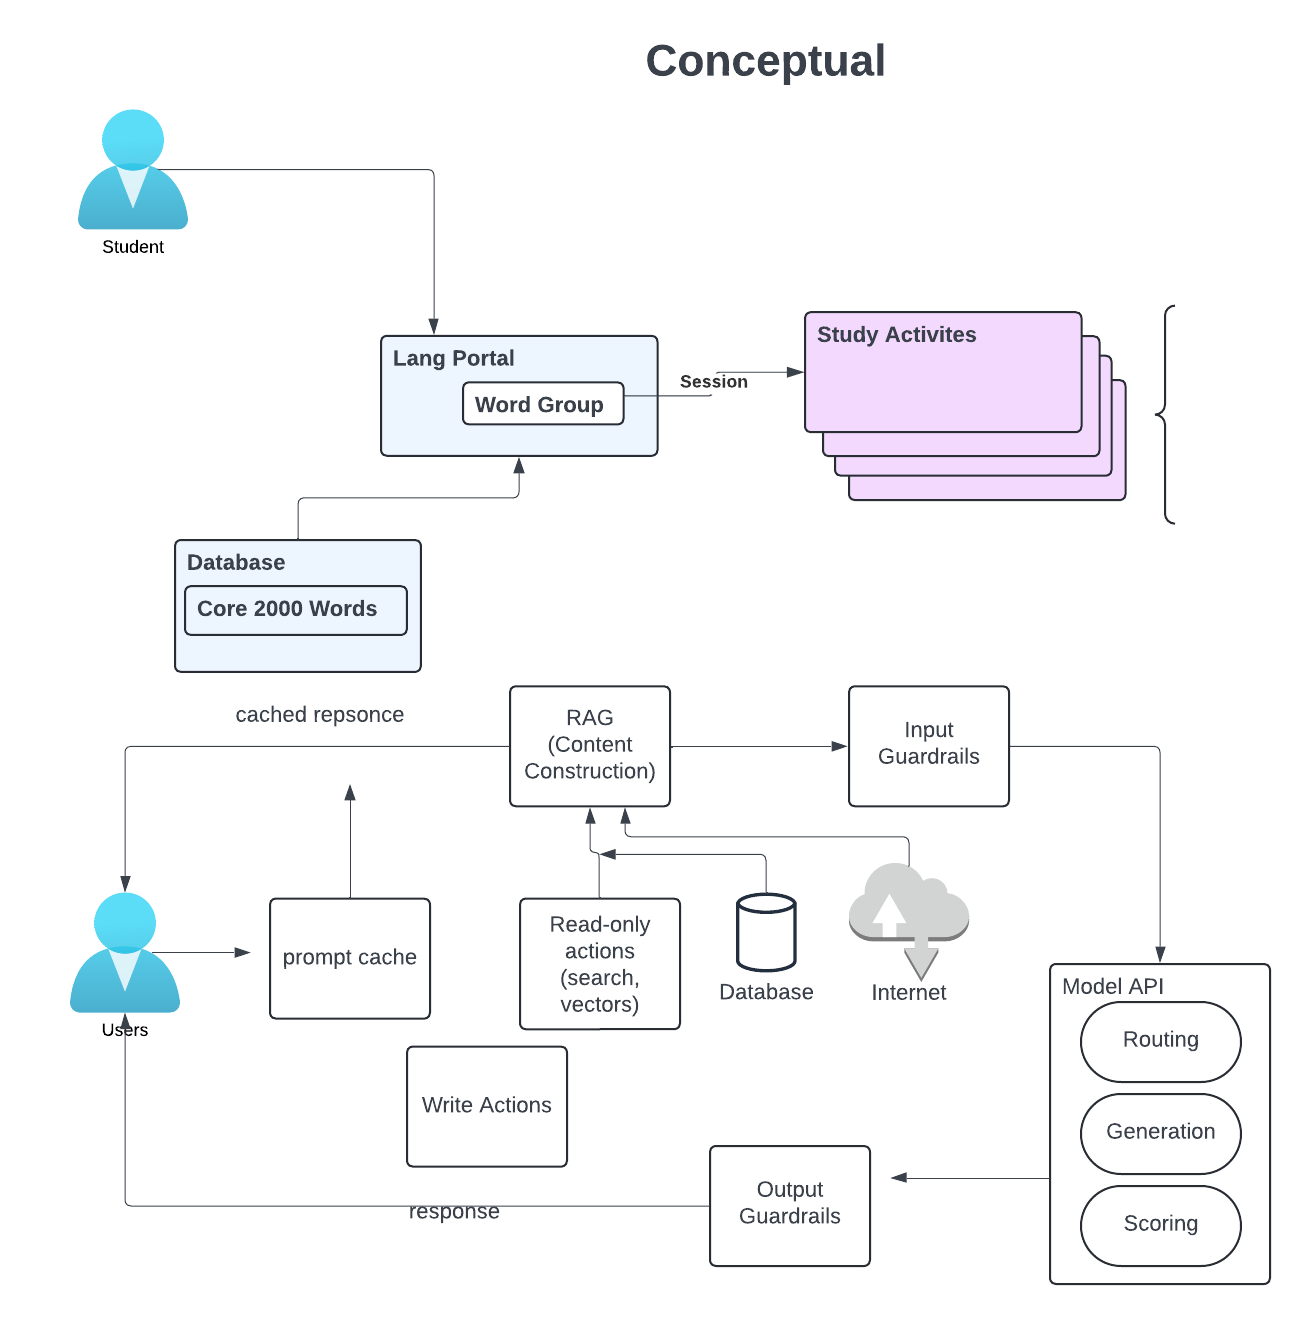 Conceptual
Student
Lang Portal
Word Group
Session
Study Activites
Database
Core 2000 Words
cached repsonce
RAG
(Content
Construction)
Input
Guardrails
Users
prompt cache
Read-only
actions
(search,
vectors)
Database
Internet
Model API
Routing
Generation
Scoring
Write Actions
Output
Guardrails
response